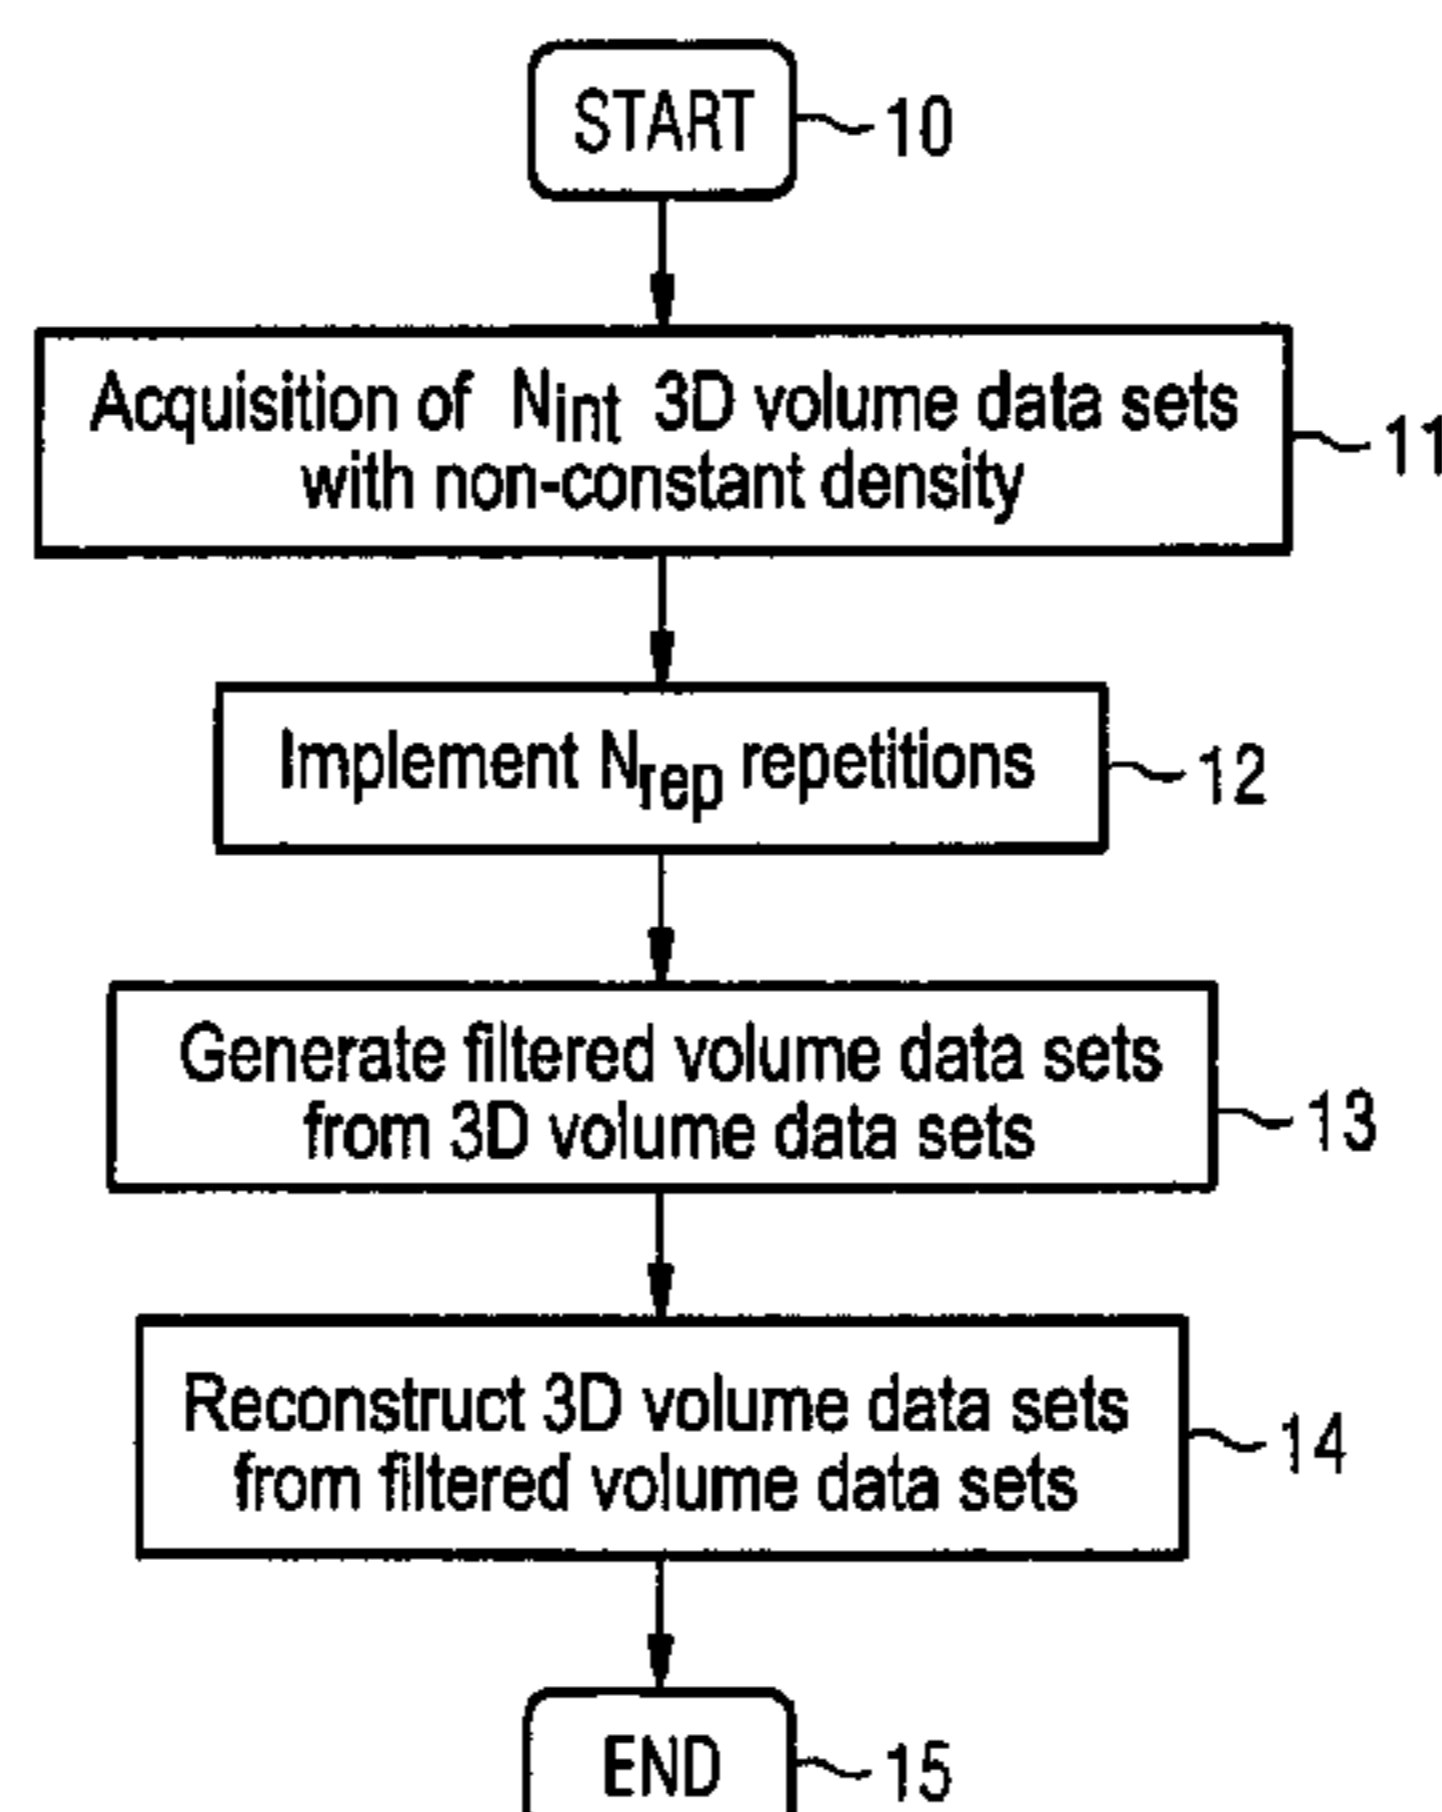 START
10
Acquisition of Nint 3D volume data sets
with non-constant density
11
Implement Nrep repetitions
12
Generate filtered volume data sets
from 3D volume data sets
13
Reconstruct 3D volume data sets
from filtered volume data sets
14
END
15